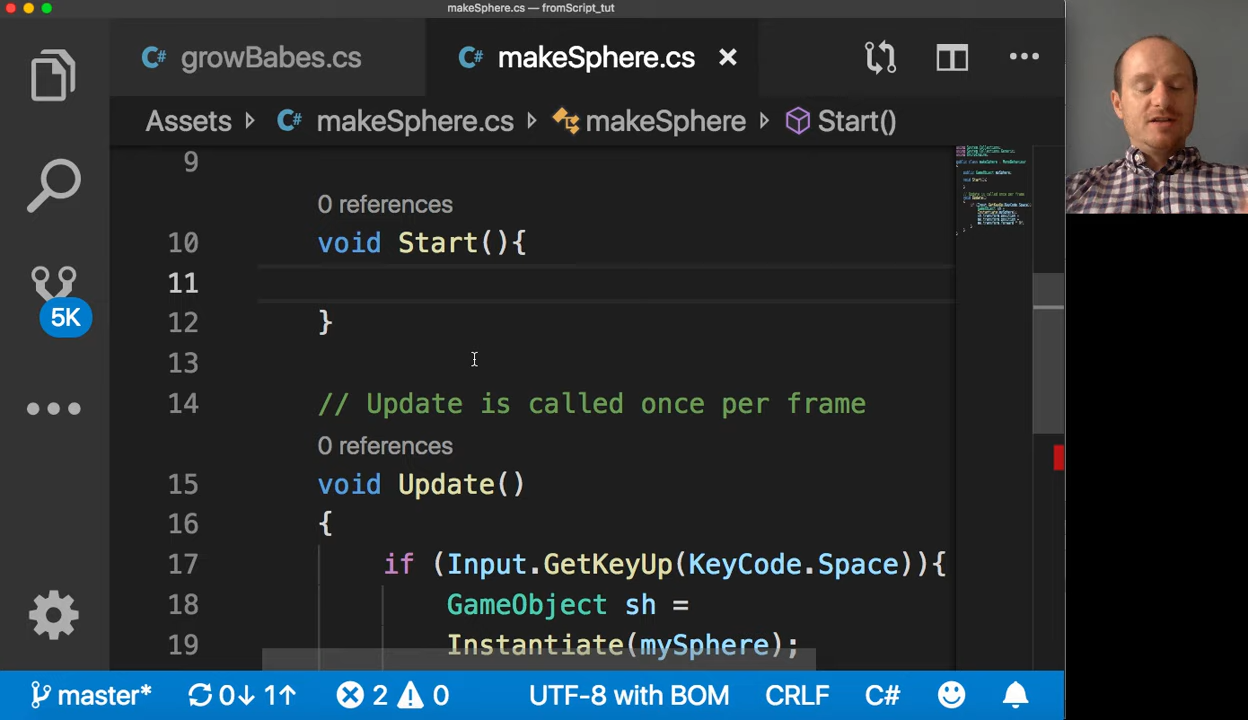 makeSphere.cs — fromScript_tut
growBabes.cs
makeSphere.cs
Assets
makeSphere.cs
makeSphere
Start()
9
0 references
10 void Start(){
11
12 }
13
14 // Update is called once per frame
0 references
15 void Update()
16 {
17 if (Input.GetKeyUp(KeyCode.Space)){
18 GameObject sh =
19 Instantiate(mySphere);
5K
master* 0↓ 1↑ 2 0 UTF-8 with BOM CRLF C#